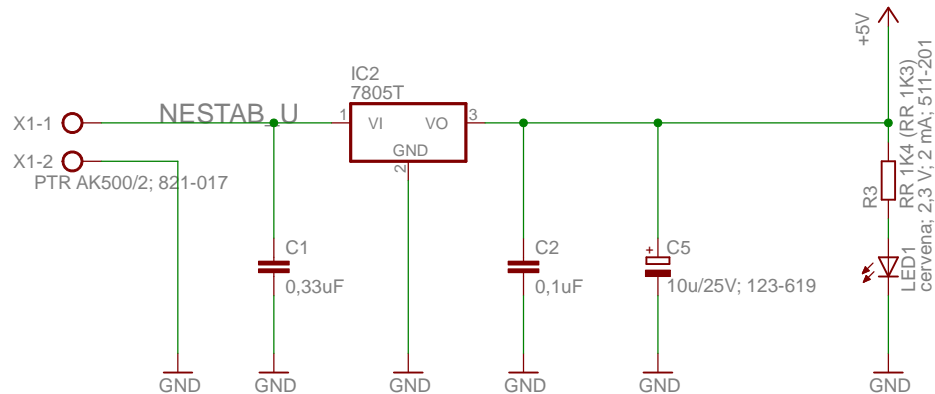 +5V
IC2
7805T
NESTAB_U
X1-1
1
VI
VO
3
GND
2
X1-2
PTR AK500/2; 821-017
R3
RR 1K4 (RR 1K3)
C1
0,33uF
C2
0,1uF
+
C5
10u/25V; 123-619
LED1
cervena; 2,3 V; 2 mA; 511-201
GND
GND
GND
GND
GND
GND